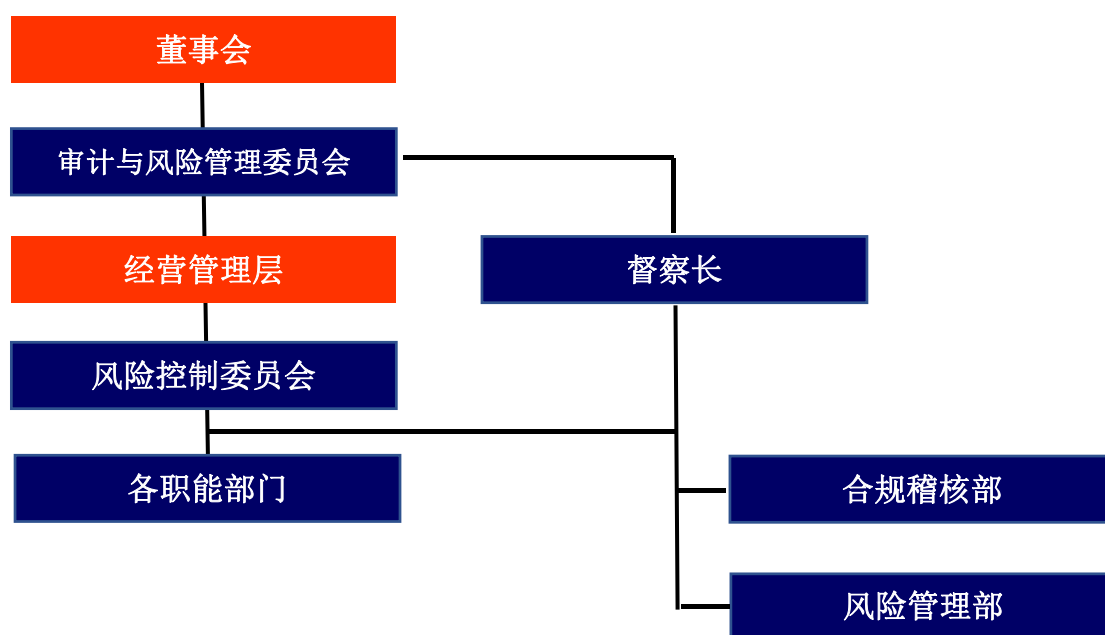 董事会
审计与风险管理委员会
经营管理层
督察长
风险控制委员会
各职能部门
合规稽核部
风险管理部